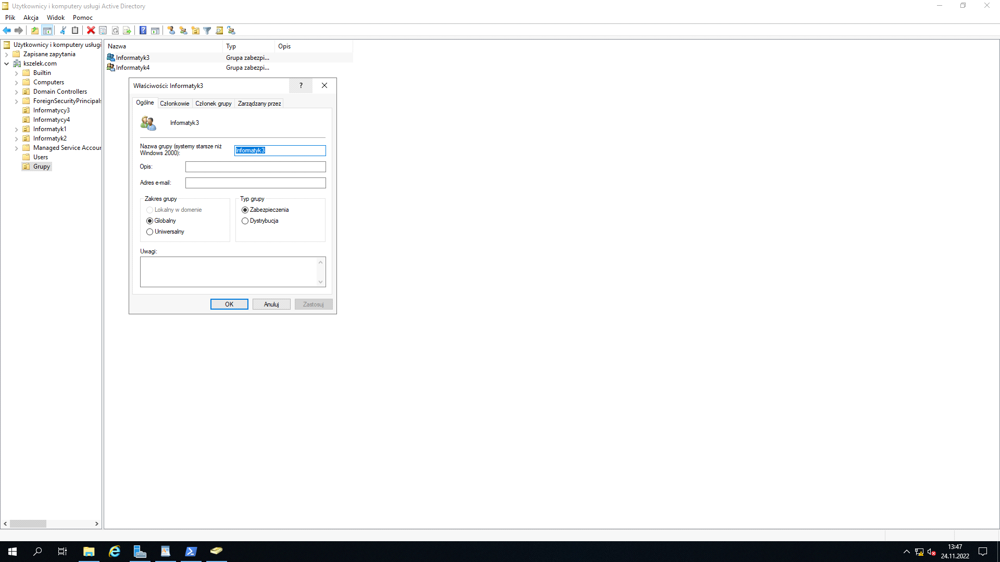 Użytkownicy i komputery usługi Active Directory
Plik Akcja Widok Pomoc
Użytkownicy i komputery usługi
Zapisane zapytania
kszelek.com
Builtin
Computers
Domain Controllers
ForeignSecurityPrincipals
Informatycy3
Informatycy4
Informatyk1
Informatyk2
Managed Service Accour
Users
Grupy
Nazwa Typ Opis
Informatyk3 Grupa zabezpi...
Informatyk4 Grupa zabezpi...
Właściwości: Informatyk3 ?
Ogólne Członkowie Członek grupy Zarządzany przez
Informatyk3
Nazwa grupy (systemy starsze niż
Windows 2000):
Informatyk3
Opis:
Adres e-mail:
Zakres grupy
Lokalny w domenie
Globalny
Uniwersalny
Typ grupy
Zabezpieczenia
Dystrybucja
Uwagi:
OK Anuluj Zastosuj
13:47
24.11.2022